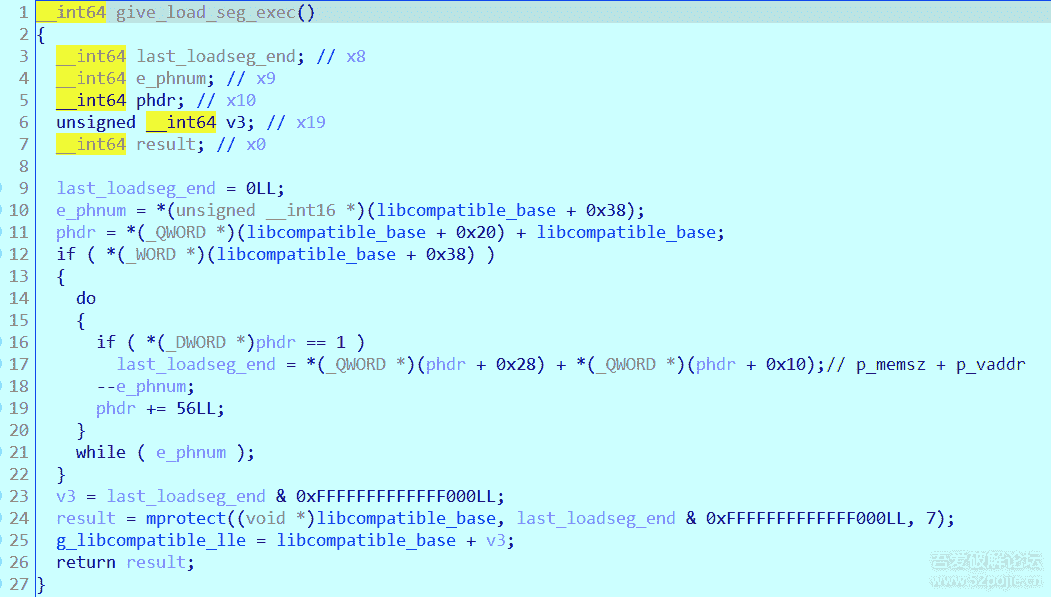 1 __int64 give_load_seg_exec()
2 {
3 __int64 last_loadseg_end; // x8
4 __int64 e_phnum; // x9
5 __int64 phdr; // x10
6 unsigned __int64 v3; // x19
7 __int64 result; // x0
8
9 last_loadseg_end = 0LL;
10 e_phnum = *(unsigned __int16 *)(libcompatible_base + 0x38);
11 phdr = *(_QWORD *)(libcompatible_base + 0x20) + libcompatible_base;
12 if ( *(_WORD *)(libcompatible_base + 0x38) )
13 {
14 do
15 {
16 if ( *(_DWORD *)phdr == 1 )
17 last_loadseg_end = *(_QWORD *)(phdr + 0x28) + *(_QWORD *)(phdr + 0x10);// p_memsz + p_vaddr
18 --e_phnum;
19 phdr += 56LL;
20 }
21 while ( e_phnum );
22 }
23 v3 = last_loadseg_end & 0xFFFFFFFFFFFFF000LL;
24 result = mprotect((void *)libcompatible_base, last_loadseg_end & 0xFFFFFFFFFFFFF000LL, 7);
25 g_libcompatible_lle = libcompatible_base + v3;
26 return result;
27 }
吾爱破解论坛
www.52pojie.cn